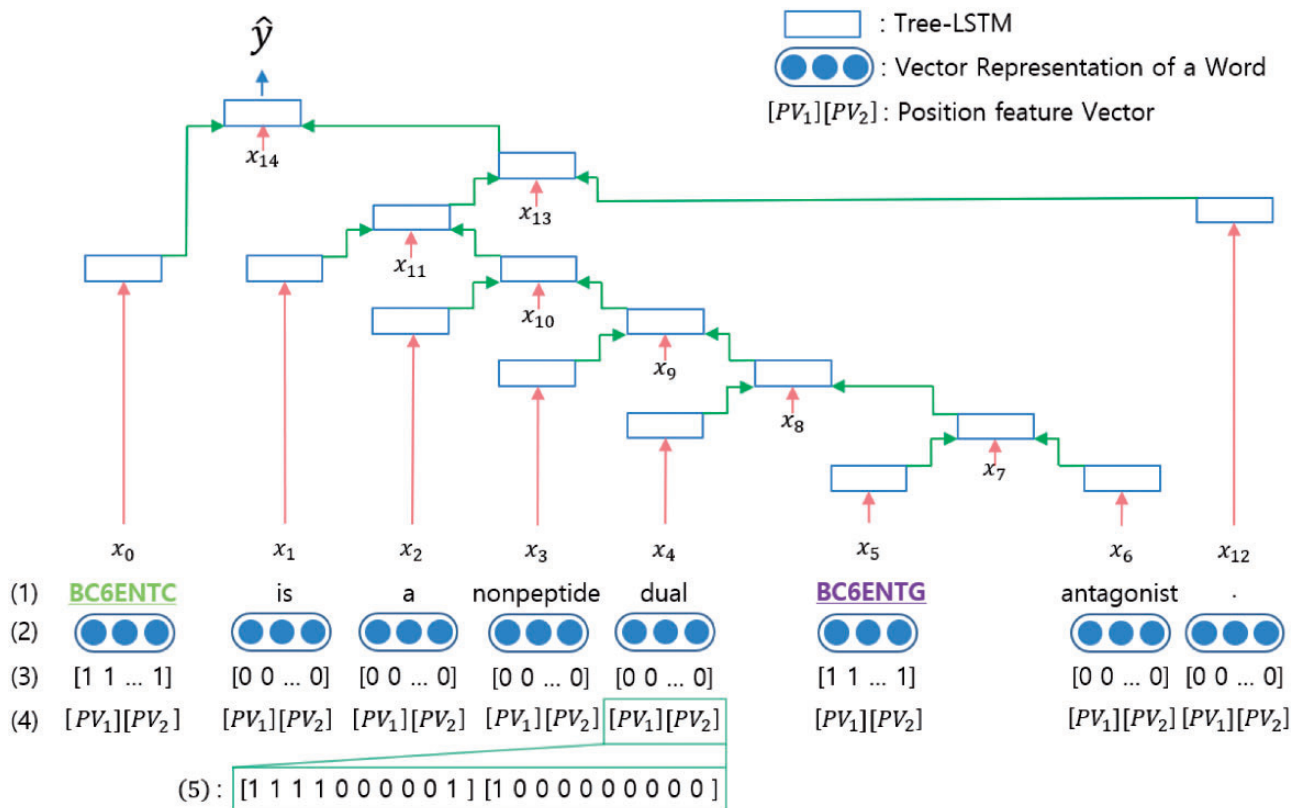 ŷ
: Tree-LSTM
: Vector Representation of a Word
[PV₁][PV₂] : Position feature Vector
x₁₄
x₁₃
x₁₁
x₁₀
x₉
x₈
x₇
x₀ x₁ x₂ x₃ x₄ x₅ x₆ x₁₂
(1) BC6ENTC is a nonpeptide dual BC6ENTG antagonist .
(2)
(3) [1 1 ... 1] [0 0 ... 0] [0 0 ... 0] [0 0 ... 0] [0 0 ... 0] [1 1 ... 1] [0 0 ... 0] [0 0 ... 0]
(4) [PV₁][PV₂] [PV₁][PV₂] [PV₁][PV₂] [PV₁][PV₂] [PV₁][PV₂] [PV₁][PV₂] [PV₁][PV₂] [PV₁][PV₂]
(5) : [1 1 1 1 0 0 0 0 0 1 ] [1 0 0 0 0 0 0 0 0 0 ]